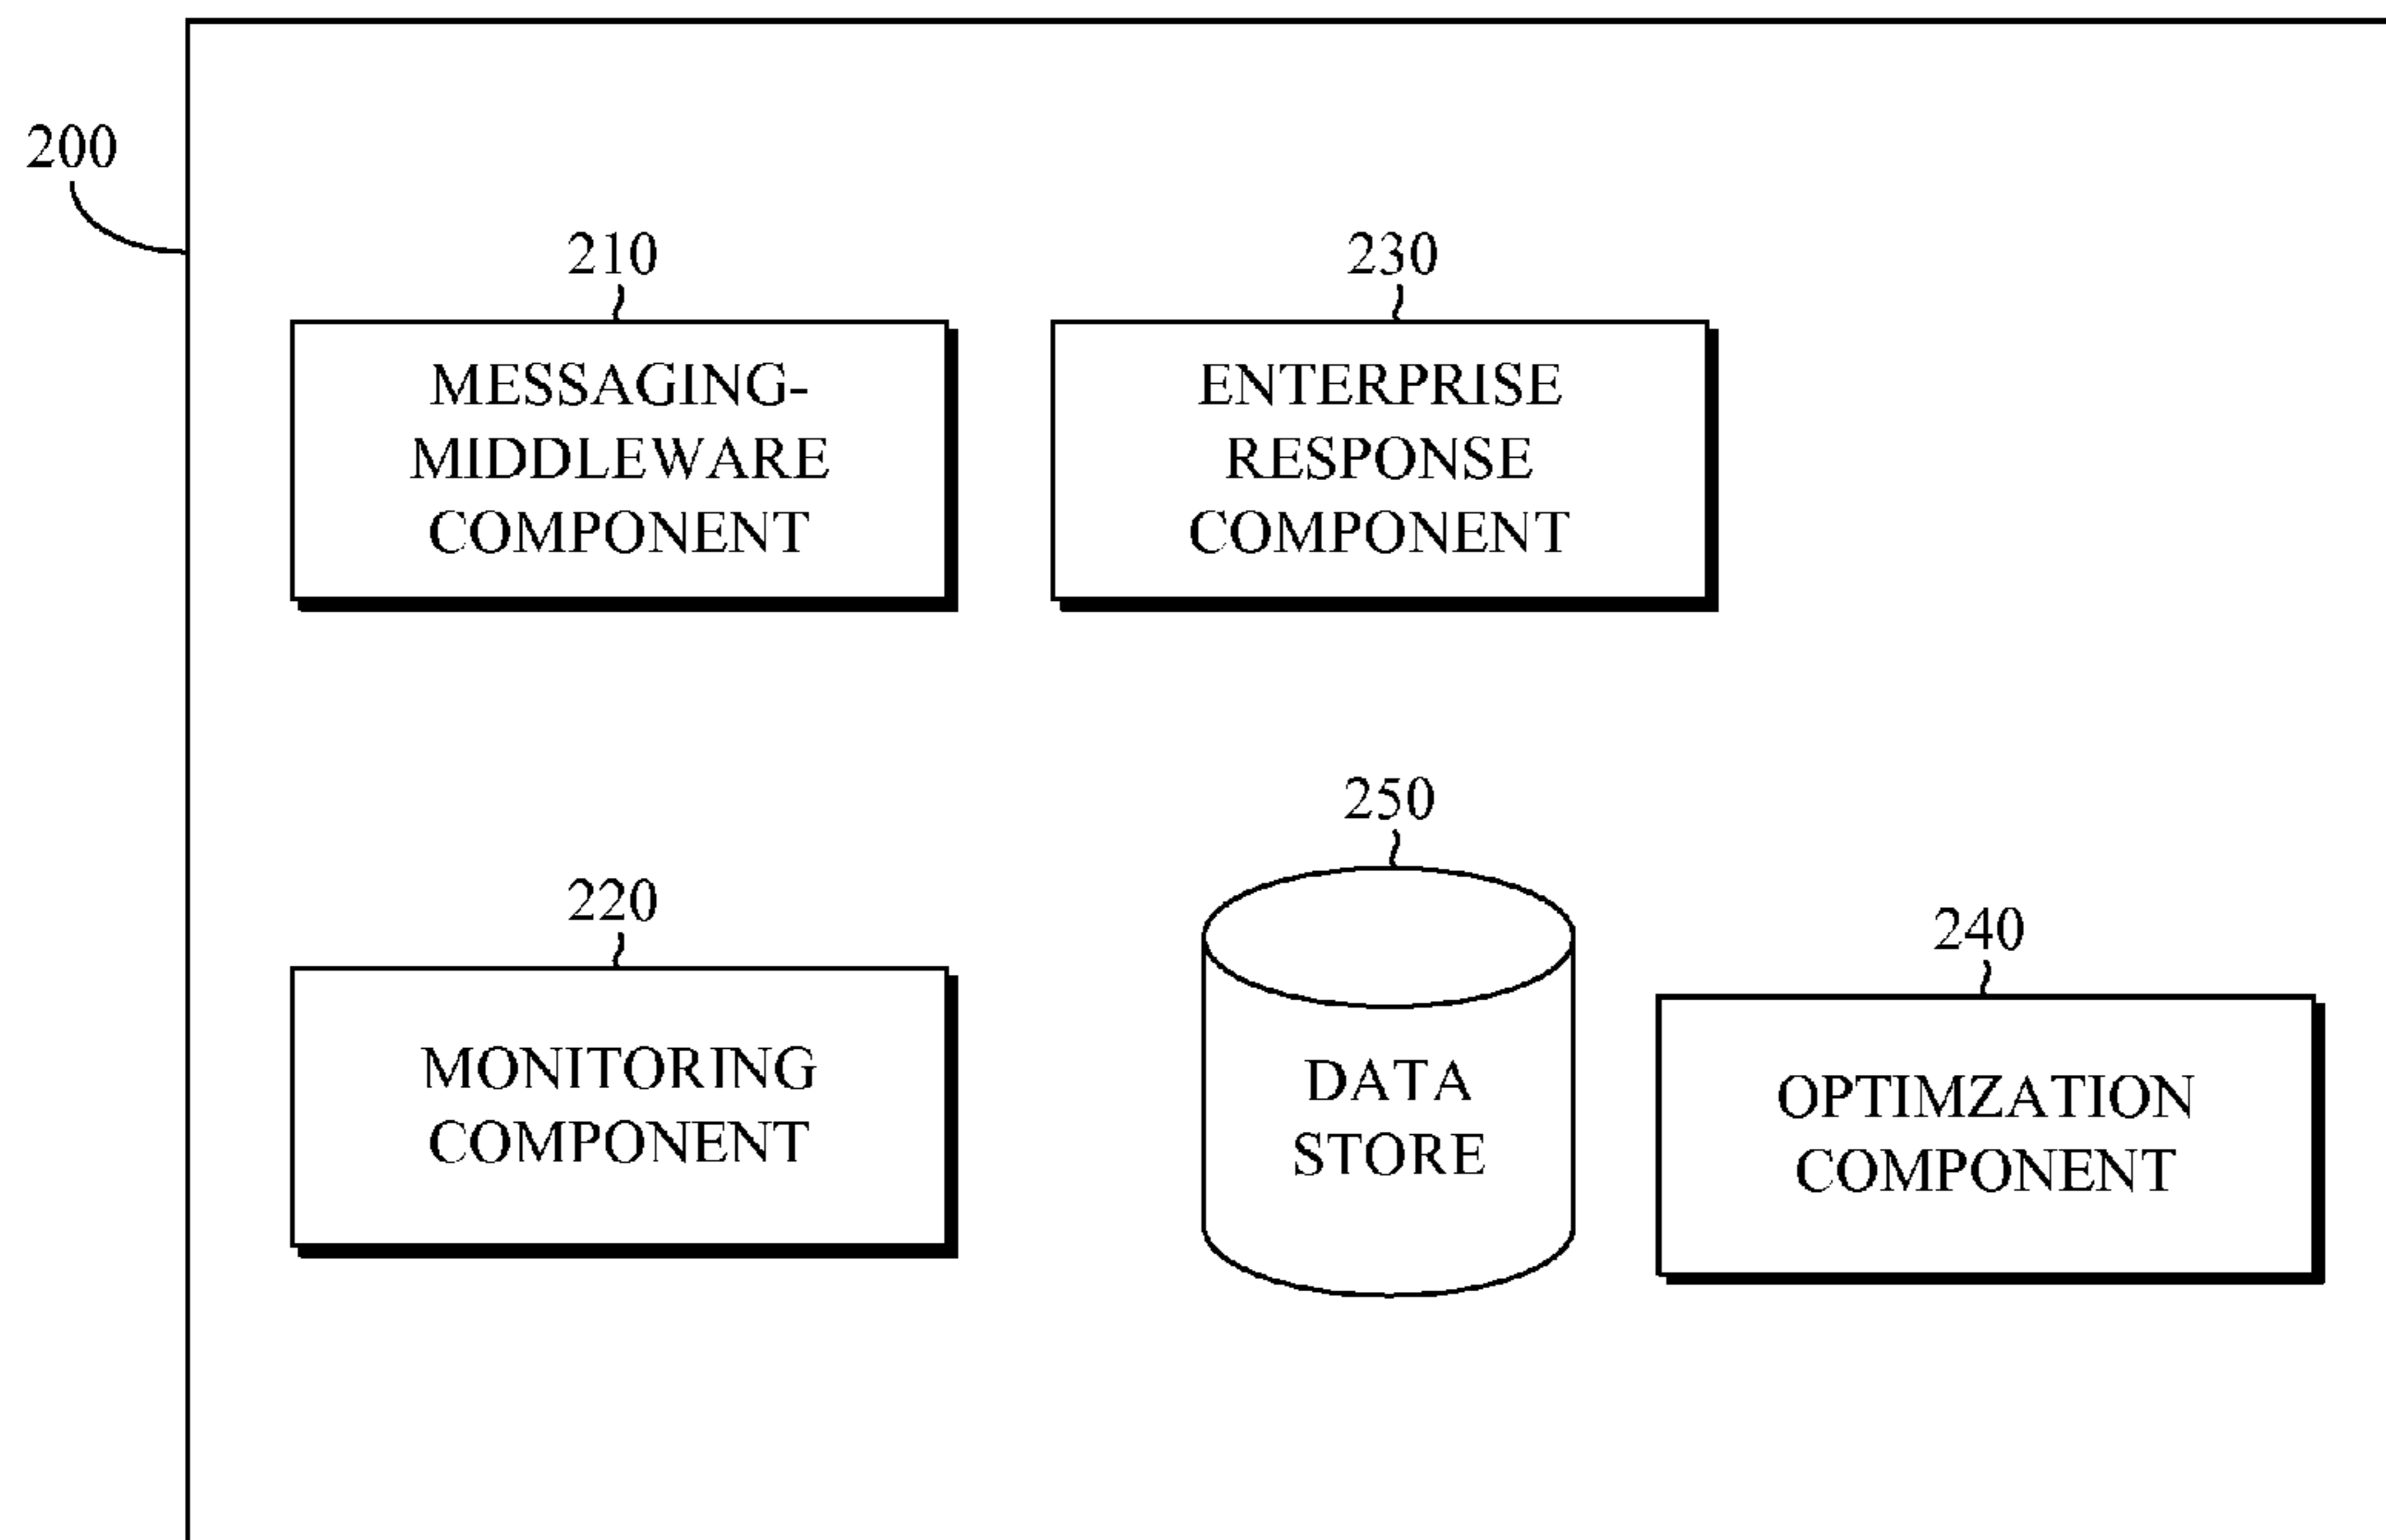 200
210
MESSAGING-
MIDDLEWARE
COMPONENT
230
ENTERPRISE
RESPONSE
COMPONENT
220
MONITORING
COMPONENT
250
DATA
STORE
240
OPTIMZATION
COMPONENT